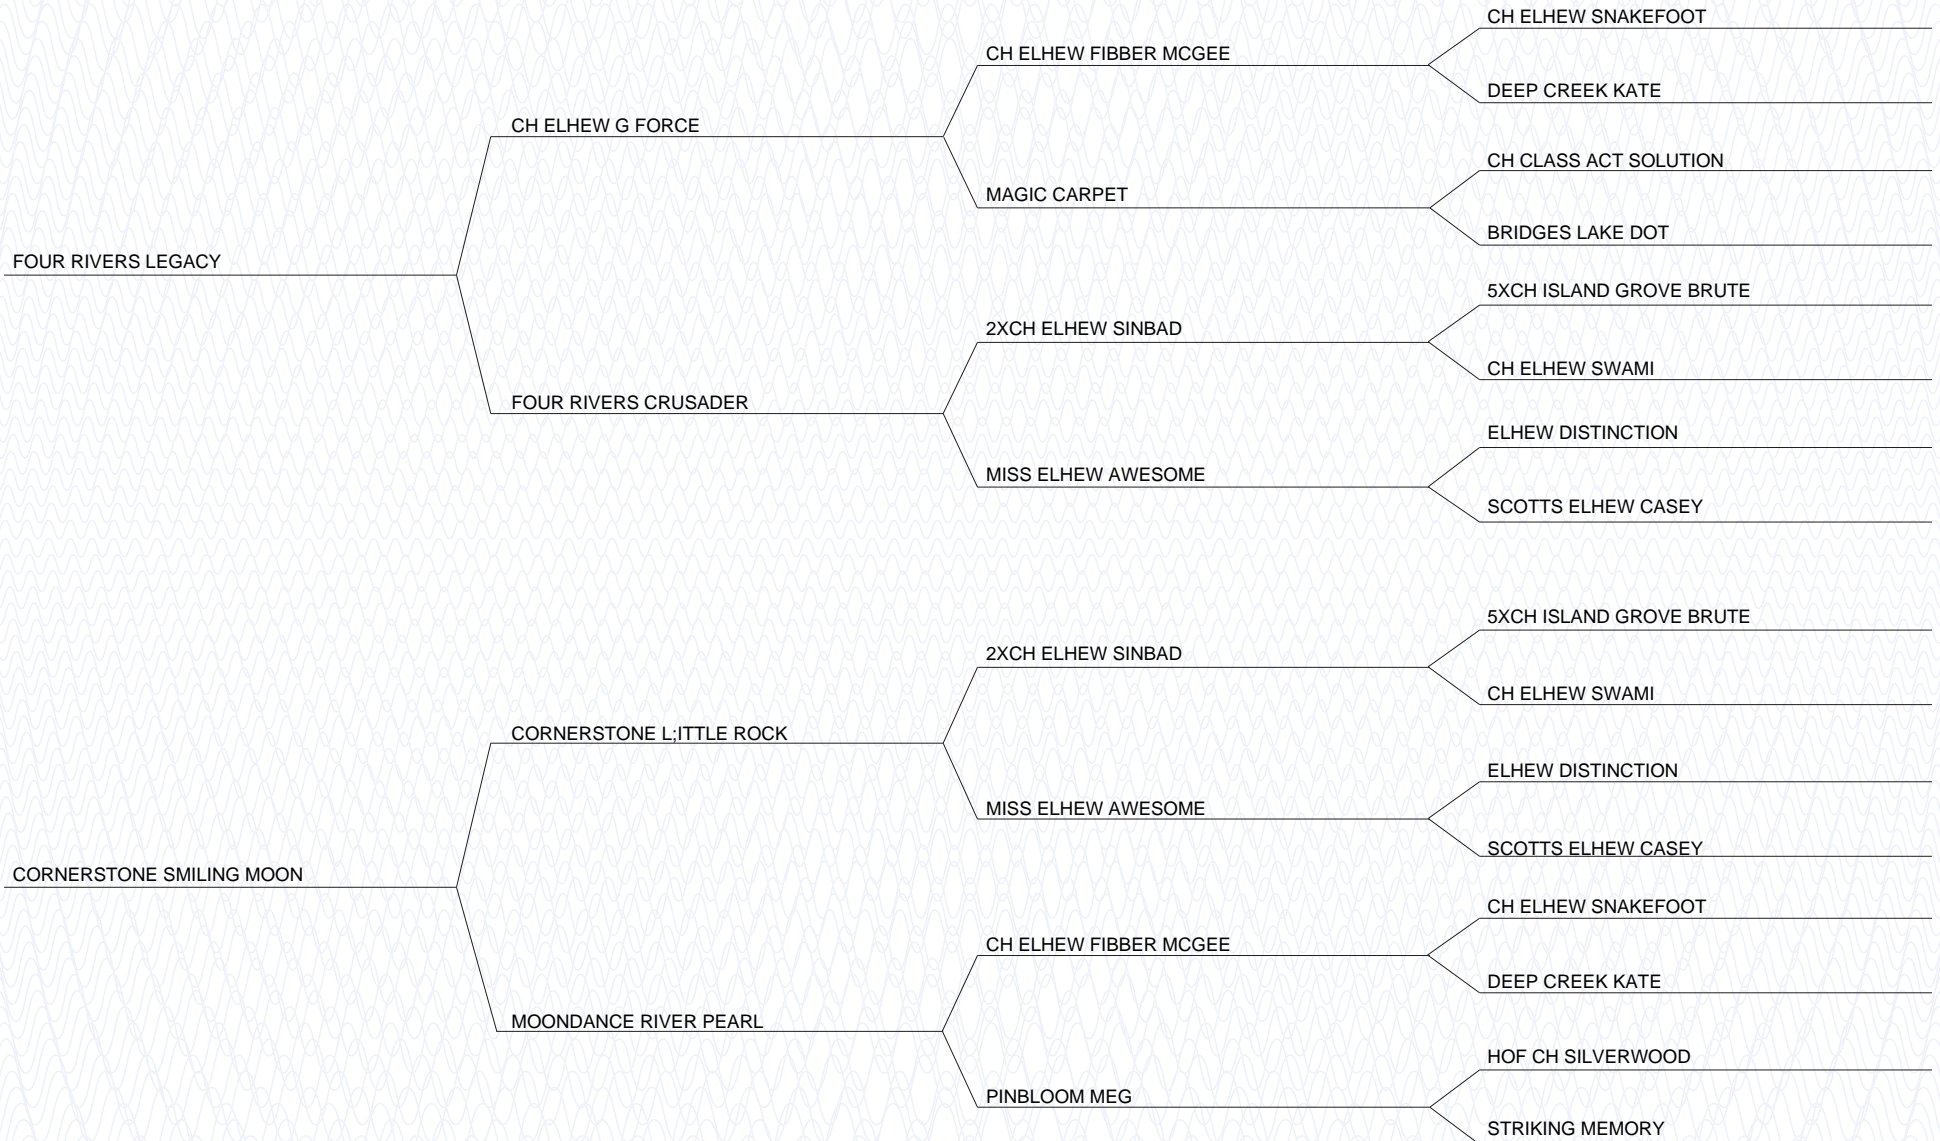 CH ELHEW SNAKEFOOT
CH ELHEW FIBBER MCGEE
DEEP CREEK KATE
CH ELHEW G FORCE
CH CLASS ACT SOLUTION
MAGIC CARPET
BRIDGES LAKE DOT
FOUR RIVERS LEGACY
5XCH ISLAND GROVE BRUTE
2XCH ELHEW SINBAD
CH ELHEW SWAMI
FOUR RIVERS CRUSADER
ELHEW DISTINCTION
MISS ELHEW AWESOME
SCOTTS ELHEW CASEY
5XCH ISLAND GROVE BRUTE
2XCH ELHEW SINBAD
CH ELHEW SWAMI
CORNERSTONE L;ITTLE ROCK
ELHEW DISTINCTION
MISS ELHEW AWESOME
SCOTTS ELHEW CASEY
CORNERSTONE SMILING MOON
CH ELHEW SNAKEFOOT
CH ELHEW FIBBER MCGEE
DEEP CREEK KATE
MOONDANCE RIVER PEARL
HOF CH SILVERWOOD
PINBLOOM MEG
STRIKING MEMORY